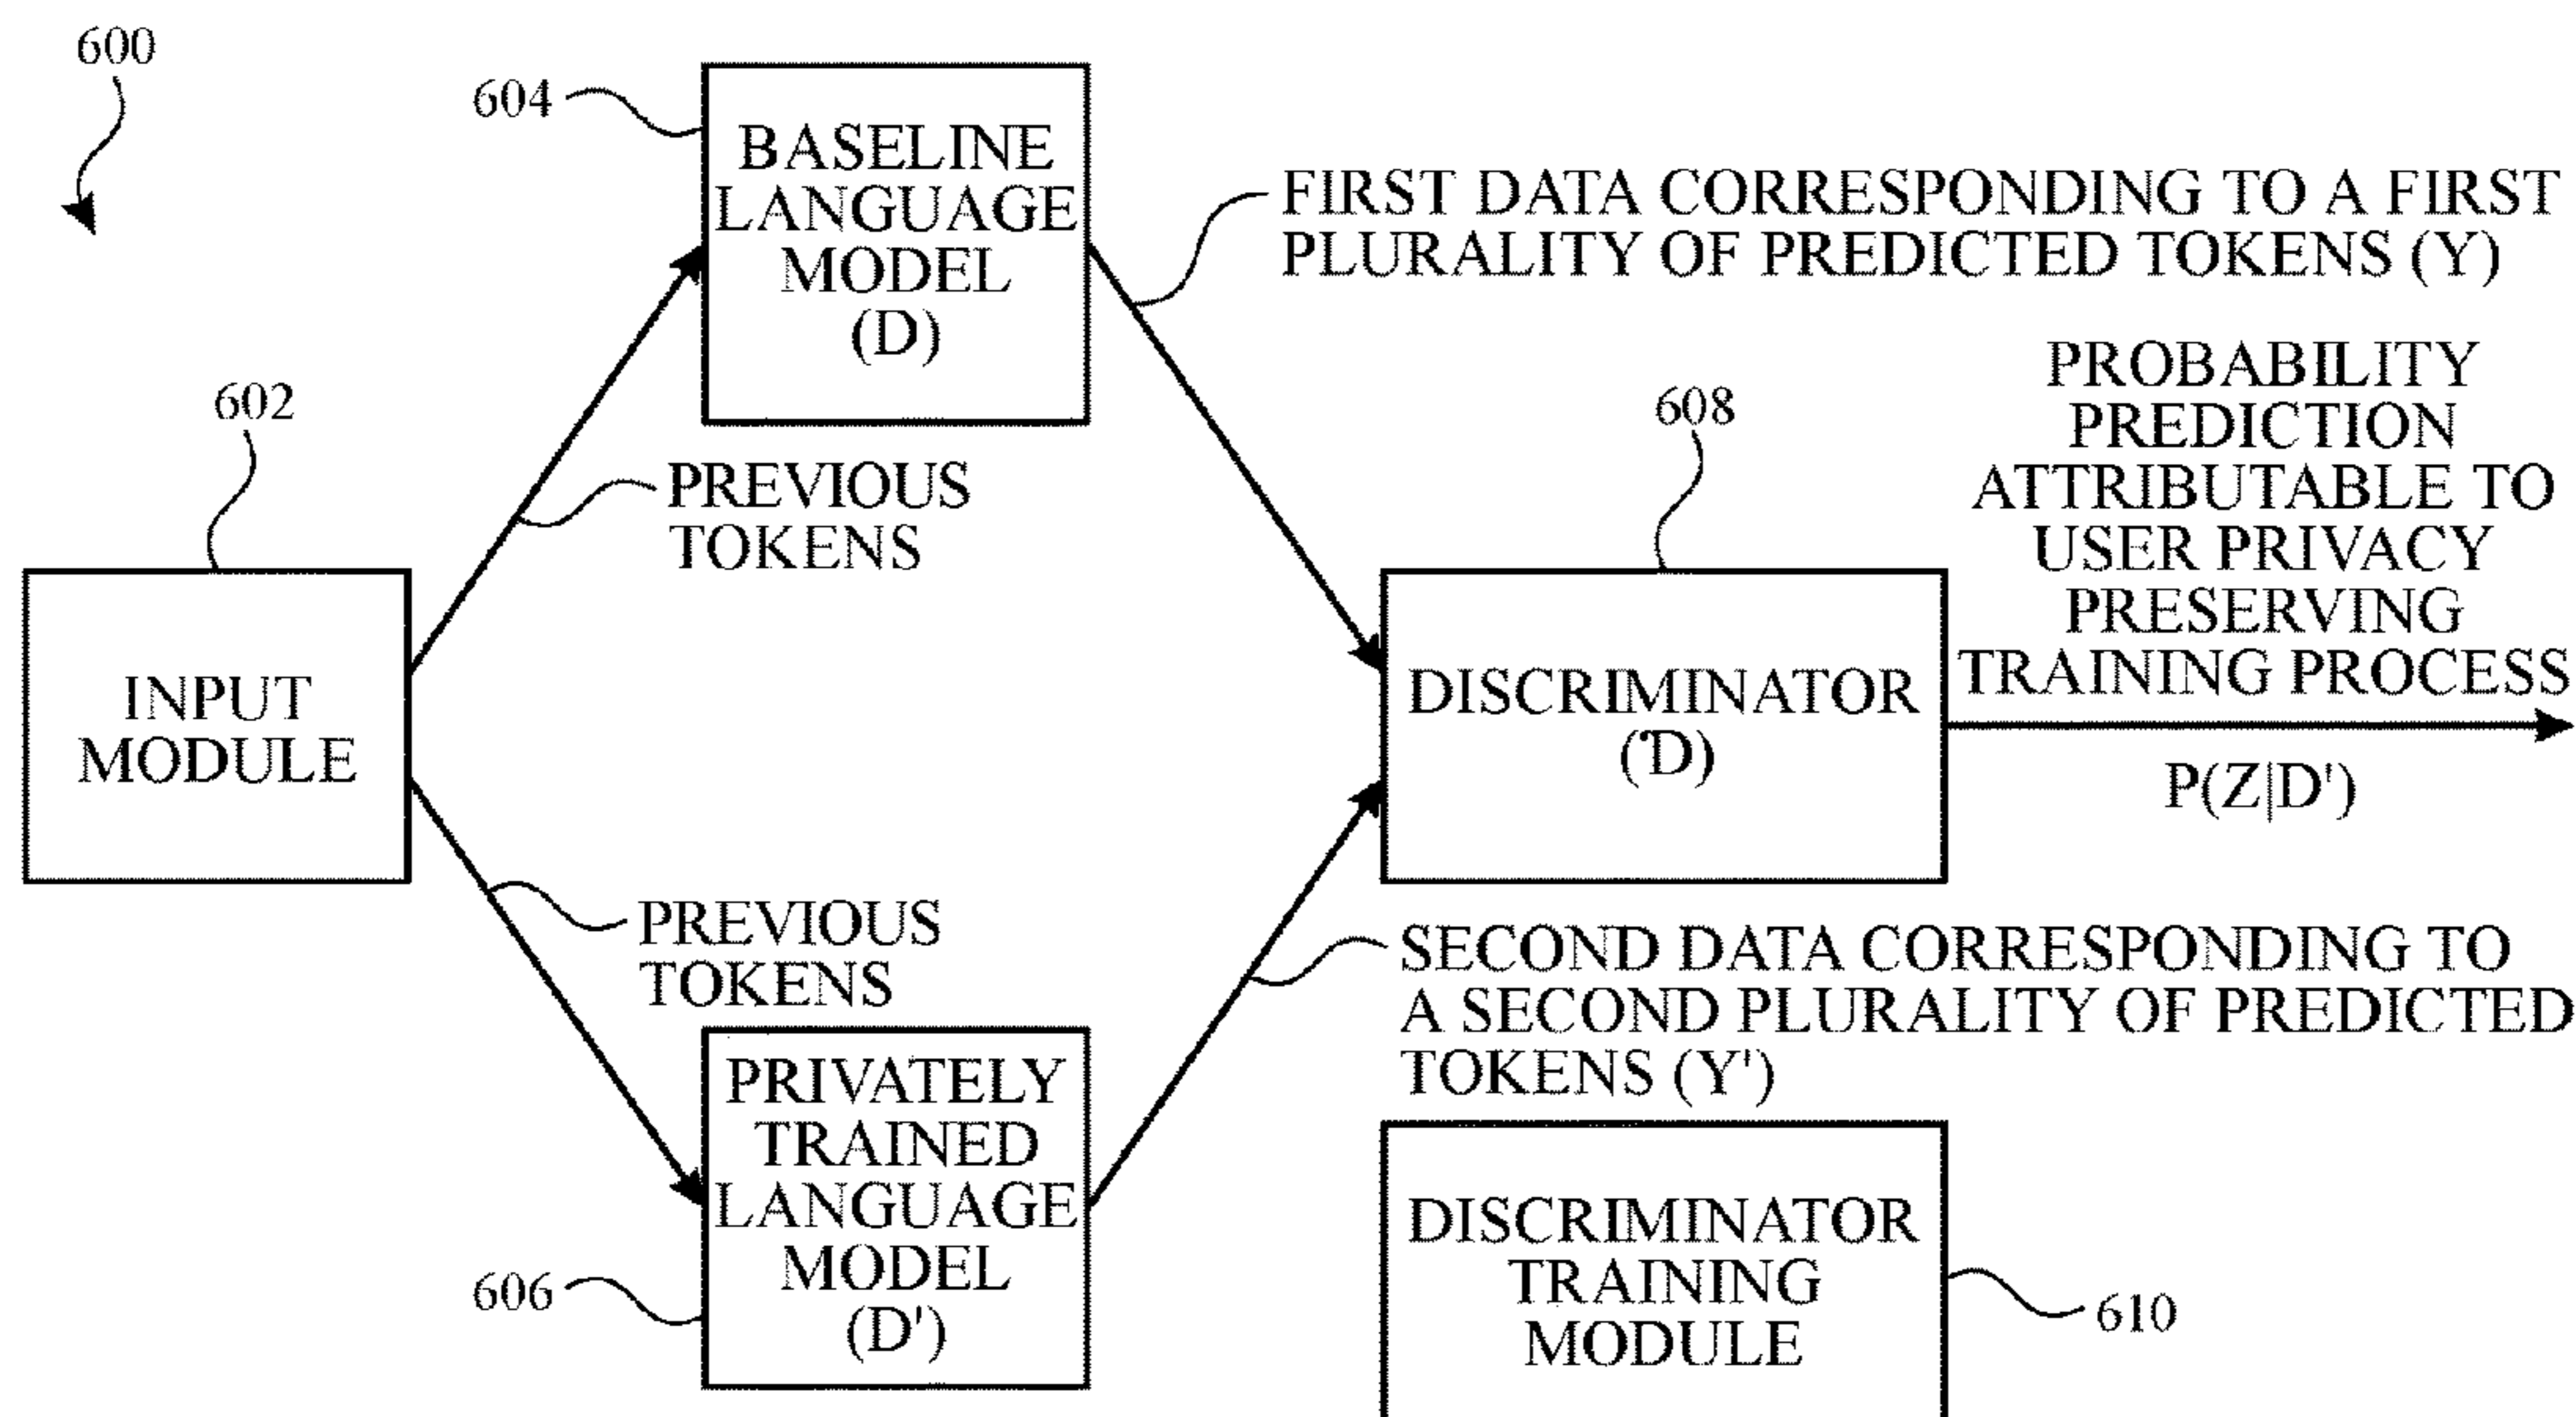 600
604
BASELINE
LANGUAGE
MODEL
(D)
FIRST DATA CORRESPONDING TO A FIRST
PLURALITY OF PREDICTED TOKENS (Y)
602
PREVIOUS
TOKENS
608
PROBABILITY
PREDICTION
ATTRIBUTABLE TO
USER PRIVACY
PRESERVING
TRAINING PROCESS
P(Z|D')
INPUT
MODULE
DISCRIMINATOR
(Ɗ)
PREVIOUS
TOKENS
SECOND DATA CORRESPONDING TO
A SECOND PLURALITY OF PREDICTED
TOKENS (Y')
PRIVATELY
TRAINED
LANGUAGE
MODEL
(D')
606
DISCRIMINATOR
TRAINING
MODULE
610